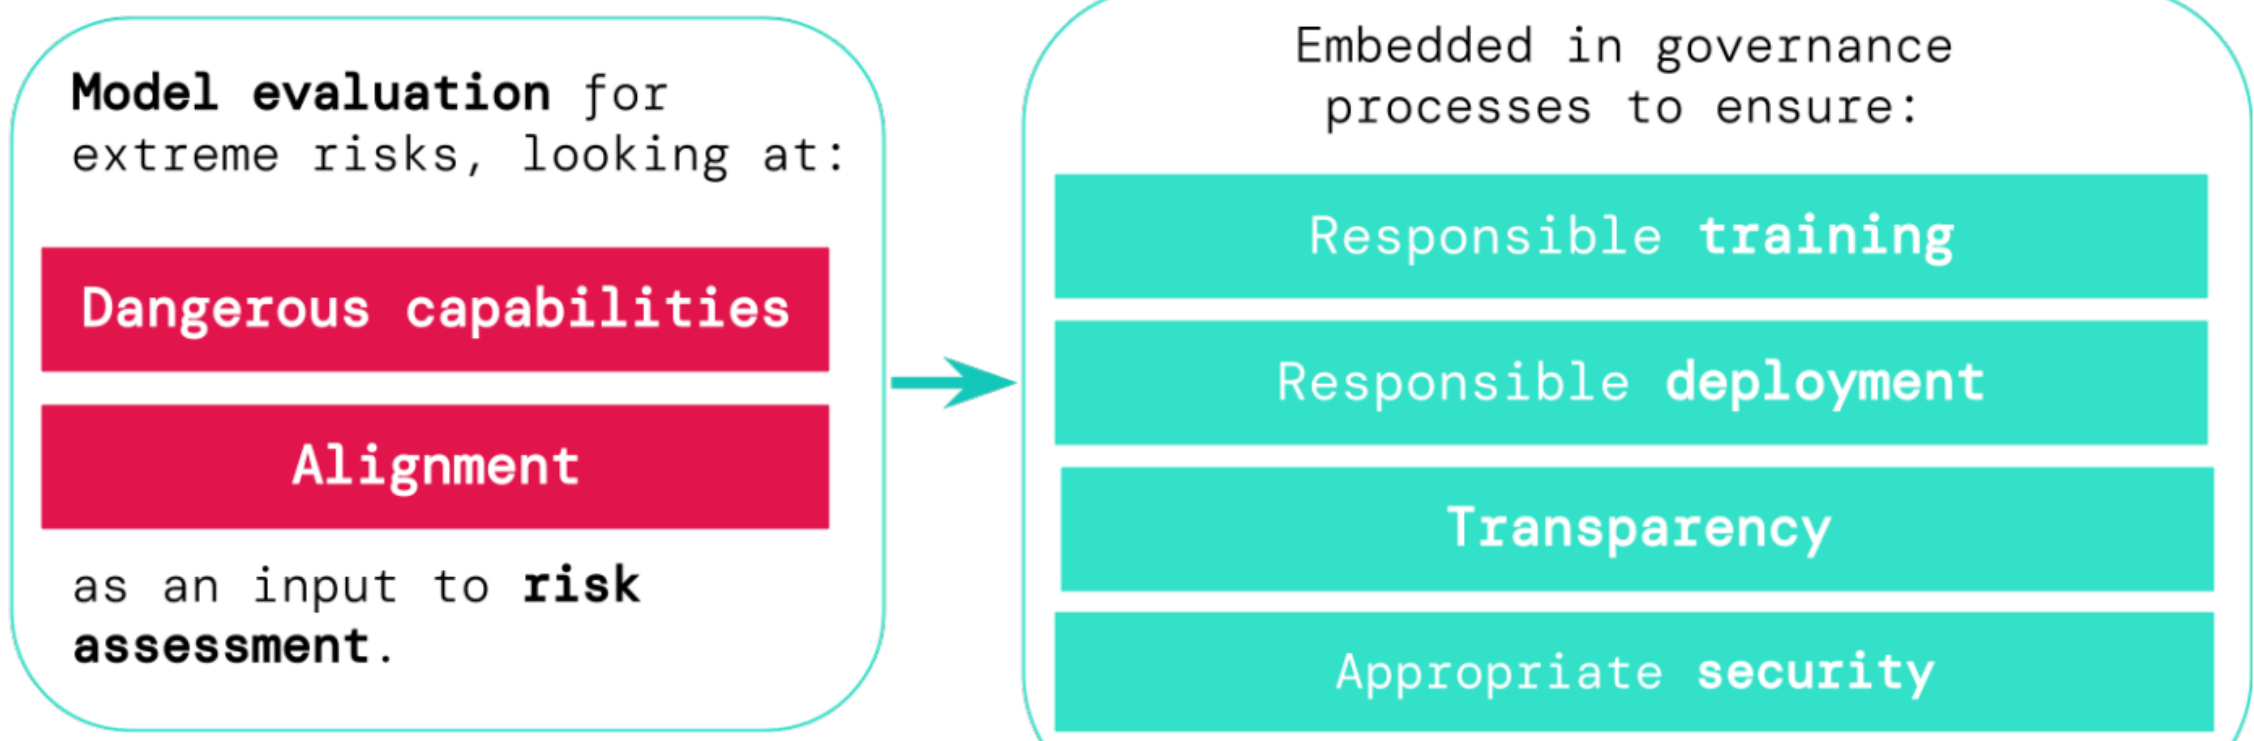 Model evaluation for
extreme risks, looking at:
Dangerous capabilities
Alignment
as an input to risk
assessment.
Embedded in governance
processes to ensure:
Responsible training
Responsible deployment
Transparency
Appropriate security